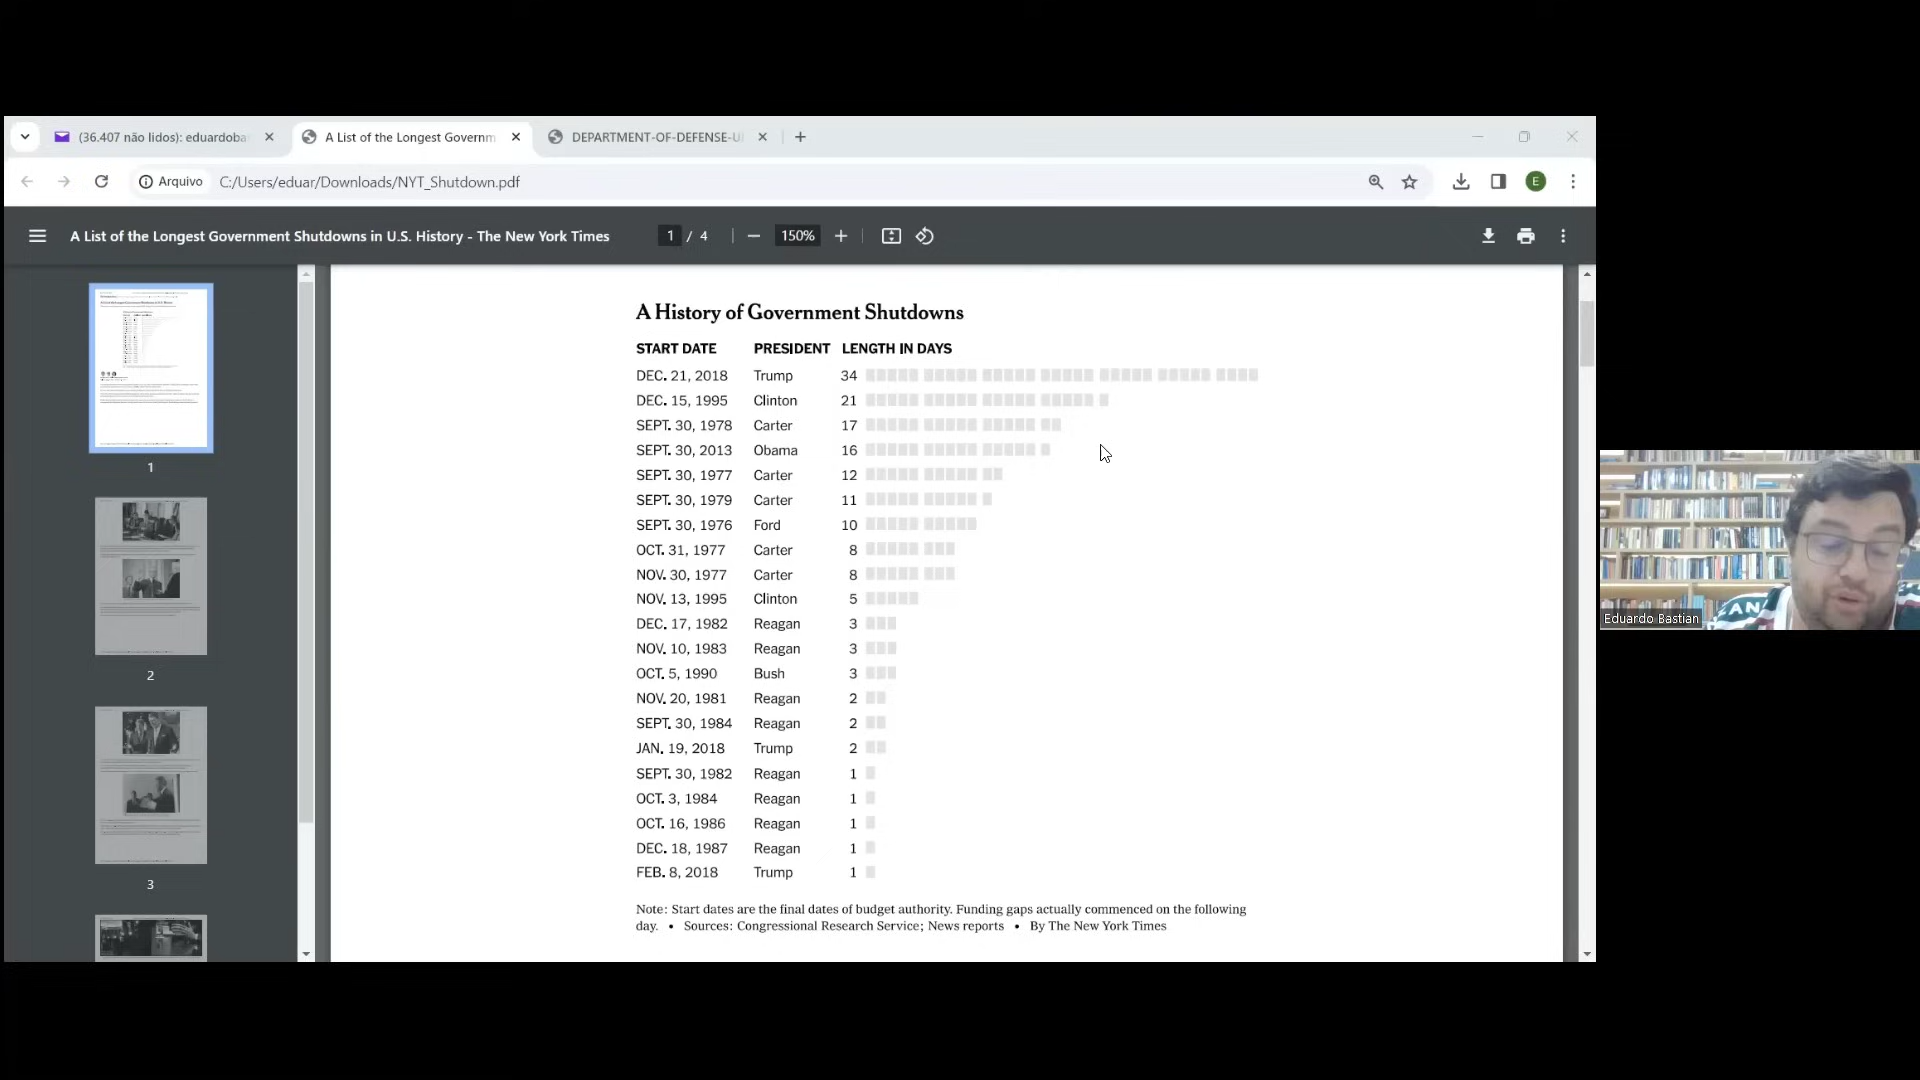 (36.407 não lidos): eduardoba
A List of the Longest Governm
DEPARTMENT-OF-DEFENSE-U
Arquivo
C:/Users/eduar/Downloads/NYT_Shutdown.pdf
E
A List of the Longest Government Shutdowns in U.S. History - The New York Times
1 / 4
150%
1
2
3
A History of Government Shutdowns
START DATE PRESIDENT LENGTH IN DAYS
DEC. 21, 2018 Trump 34
DEC. 15, 1995 Clinton 21
SEPT. 30, 1978 Carter 17
SEPT. 30, 2013 Obama 16
SEPT. 30, 1977 Carter 12
SEPT. 30, 1979 Carter 11
SEPT. 30, 1976 Ford 10
OCT. 31, 1977 Carter 8
NOV. 30, 1977 Carter 8
NOV. 13, 1995 Clinton 5
DEC. 17, 1982 Reagan 3
NOV. 10, 1983 Reagan 3
OCT. 5, 1990 Bush 3
NOV. 20, 1981 Reagan 2
SEPT. 30, 1984 Reagan 2
JAN. 19, 2018 Trump 2
SEPT. 30, 1982 Reagan 1
OCT. 3, 1984 Reagan 1
OCT. 16, 1986 Reagan 1
DEC. 18, 1987 Reagan 1
FEB. 8, 2018 Trump 1
Note: Start dates are the final dates of budget authority. Funding gaps actually commenced on the following
day. • Sources: Congressional Research Service; News reports • By The New York Times
Eduardo Bastian